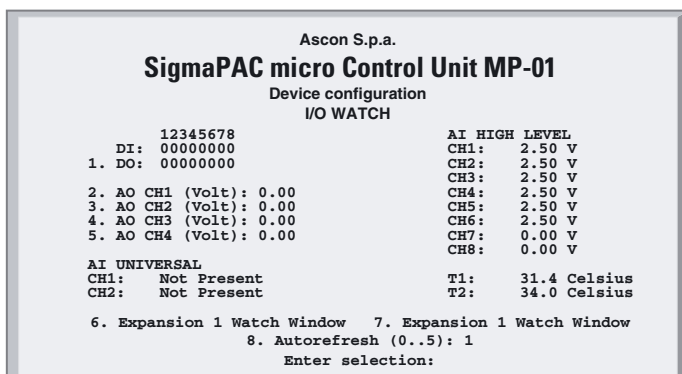 Ascon S.p.a.
SigmaPAC micro Control Unit MP-01
Device configuration
I/O WATCH
12345678 AI HIGH LEVEL
DI: 00000000 CH1: 2.50 V
1. DO: 00000000 CH2: 2.50 V
CH3: 2.50 V
2. AO CH1 (Volt): 0.00 CH4: 2.50 V
3. AO CH2 (Volt): 0.00 CH5: 2.50 V
4. AO CH3 (Volt): 0.00 CH6: 2.50 V
5. AO CH4 (Volt): 0.00 CH7: 0.00 V
CH8: 0.00 V
AI UNIVERSAL
CH1: Not Present T1: 31.4 Celsius
CH2: Not Present T2: 34.0 Celsius
6. Expansion 1 Watch Window 7. Expansion 1 Watch Window
8. Autorefresh (0..5): 1
Enter selection: